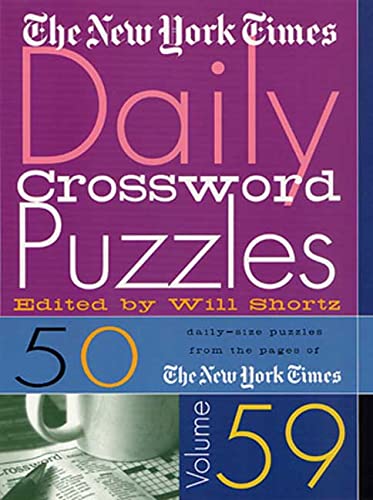 The New York Times
Daily
Crossword
Puzzles
Edited by Will Shortz
50
daily-size puzzles
from the pages of
The New York Times
Crossword
Volume 59